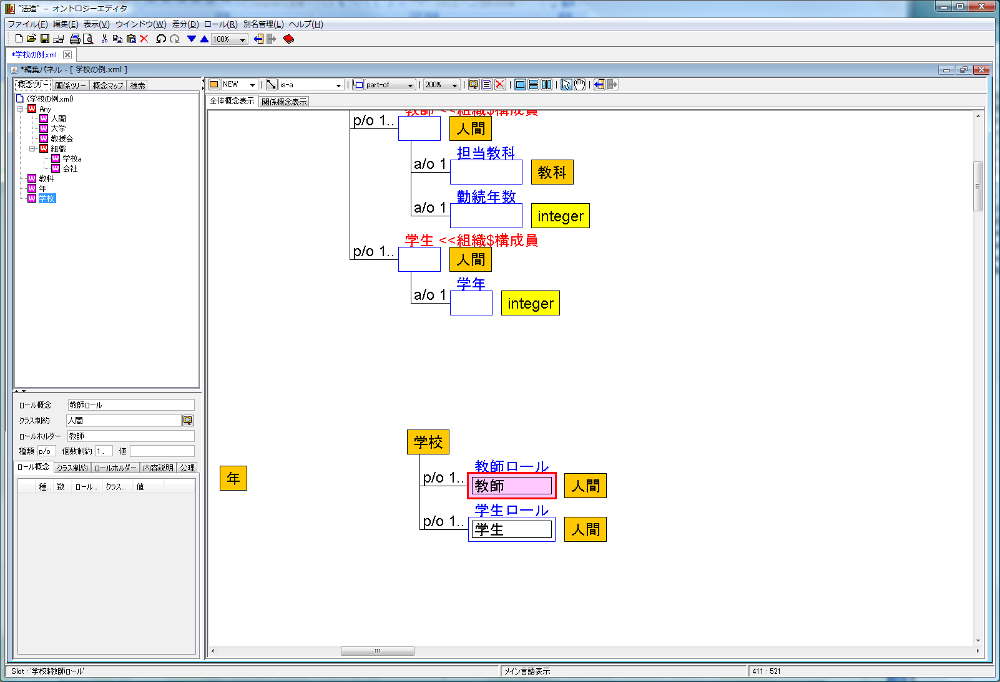 "法造" － オントロジーエディタ
ファイル(F) 編集(E) 表示(V) ウインドウ(W) 差分(D) ロール(R) 別名管理(L) ヘルプ(H)
100%
*学校の例.xml
*編集パネル - [ 学校の例.xml ]
概念ツリー 関係ツリー 概念マップ 検索
NEW is-a part-of 200%
(学校の例.xml)
Any
人間
大学
教授会
組織
学校a
会社
教科
年
学校
全体概念表示 関係概念表示
教師 <<組織$構成員
p/o 1.. 人間
担当教科
a/o 1 教科
勤続年数
a/o 1 integer
学生 <<組織$構成員
p/o 1.. 人間
学年
a/o 1 integer
学校
年
教師ロール
p/o 1.. 教師 人間
学生ロール
p/o 1.. 学生 人間
ロール概念 教師ロール
クラス制約 人間
ロールホルダー 教師
種類 p/o 個数制約 1.. 値
ロール概念 クラス制約 ロールホルダー 内容説明 公理
種... 数 ロール... クラス... 値
Slot : '学校$教師ロール' メイン言語表示 411 : 521